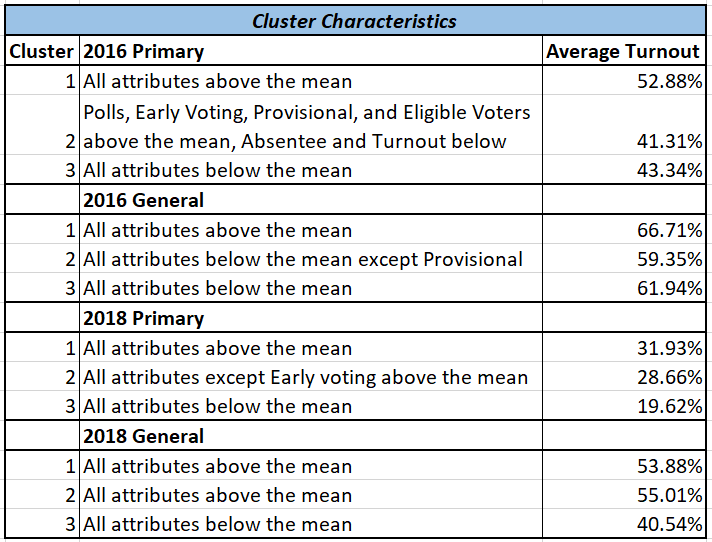 Cluster Characteristics
Cluster 2016 Primary Average Turnout
1 All attributes above the mean 52.88%
Polls, Early Voting, Provisional, and Eligible Voters
2 above the mean, Absentee and Turnout below 41.31%
3 All attributes below the mean 43.34%
2016 General
1 All attributes above the mean 66.71%
2 All attributes below the mean except Provisional 59.35%
3 All attributes below the mean 61.94%
2018 Primary
1 All attributes above the mean 31.93%
2 All attributes except Early voting above the mean 28.66%
3 All attributes below the mean 19.62%
2018 General
1 All attributes above the mean 53.88%
2 All attributes above the mean 55.01%
3 All attributes below the mean 40.54%